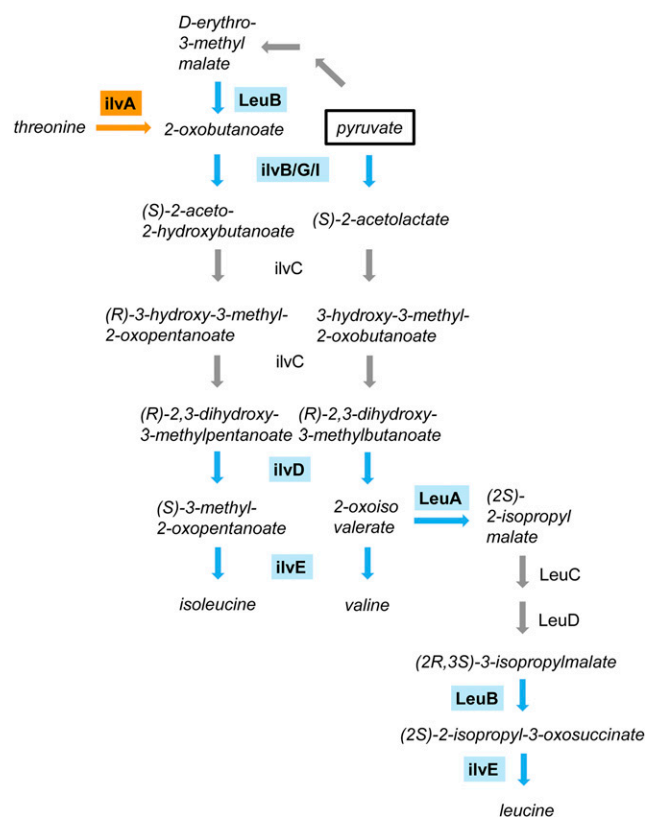 D-erythro-
3-methyl
malate
ilvA
LeuB
threonine
2-oxobutanoate
pyruvate
ilvB/G/I
(S)-2-aceto-
2-hydroxybutanoate
(S)-2-acetolactate
ilvC
(R)-3-hydroxy-3-methyl-
2-oxopentanoate
3-hydroxy-3-methyl-
2-oxobutanoate
ilvC
(R)-2,3-dihydroxy-
3-methylpentanoate
(R)-2,3-dihydroxy-
3-methylbutanoate
ilvD
(S)-3-methyl-
2-oxopentanoate
2-oxoiso
valerate
LeuA
(2S)-
2-isopropyl
malate
ilvE
LeuC
isoleucine
valine
LeuD
(2R,3S)-3-isopropylmalate
LeuB
(2S)-2-isopropyl-3-oxosuccinate
ilvE
leucine